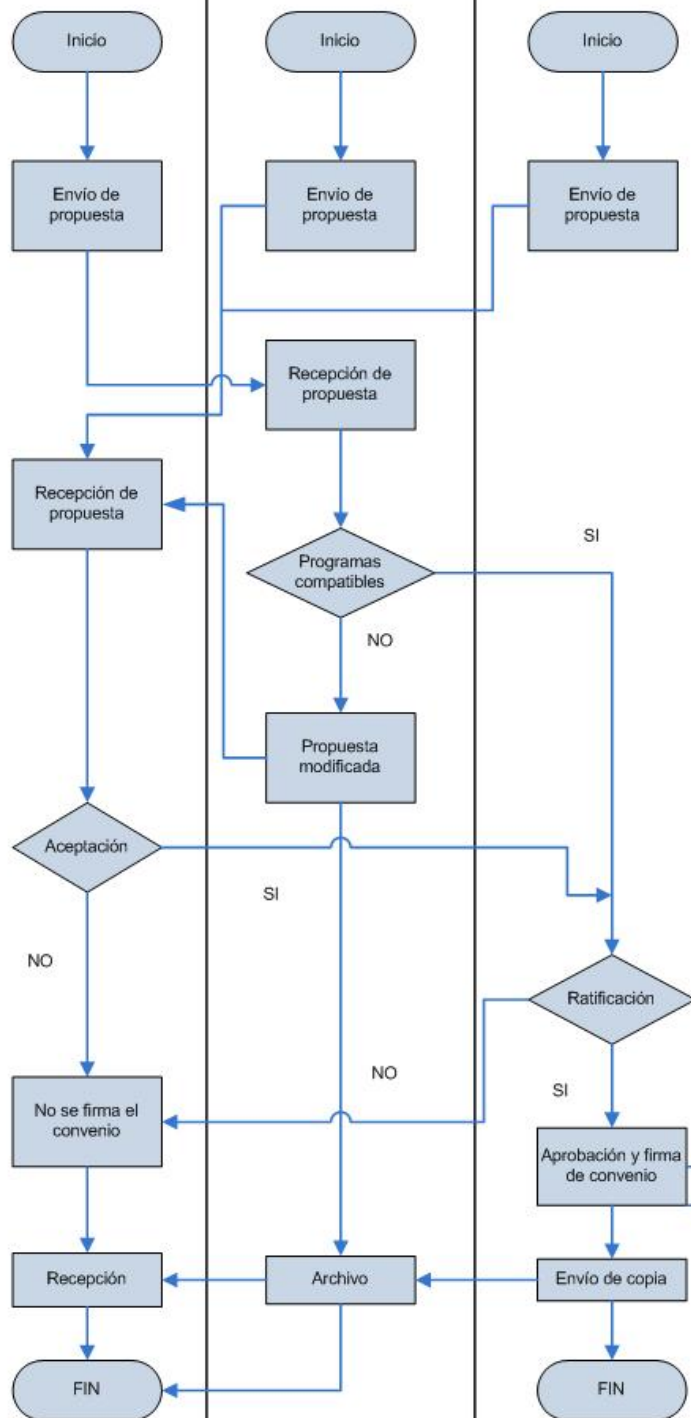 Inicio
Inicio
Inicio
Envío de
propuesta
Envío de
propuesta
Envío de
propuesta
Recepción de
propuesta
Recepción de
propuesta
SI
Programas
compatibles
NO
Propuesta
modificada
Aceptación
SI
NO
Ratificación
NO
SI
No se firma el
convenio
Aprobación y firma
de convenio
Recepción
Archivo
Envío de copia
FIN
FIN